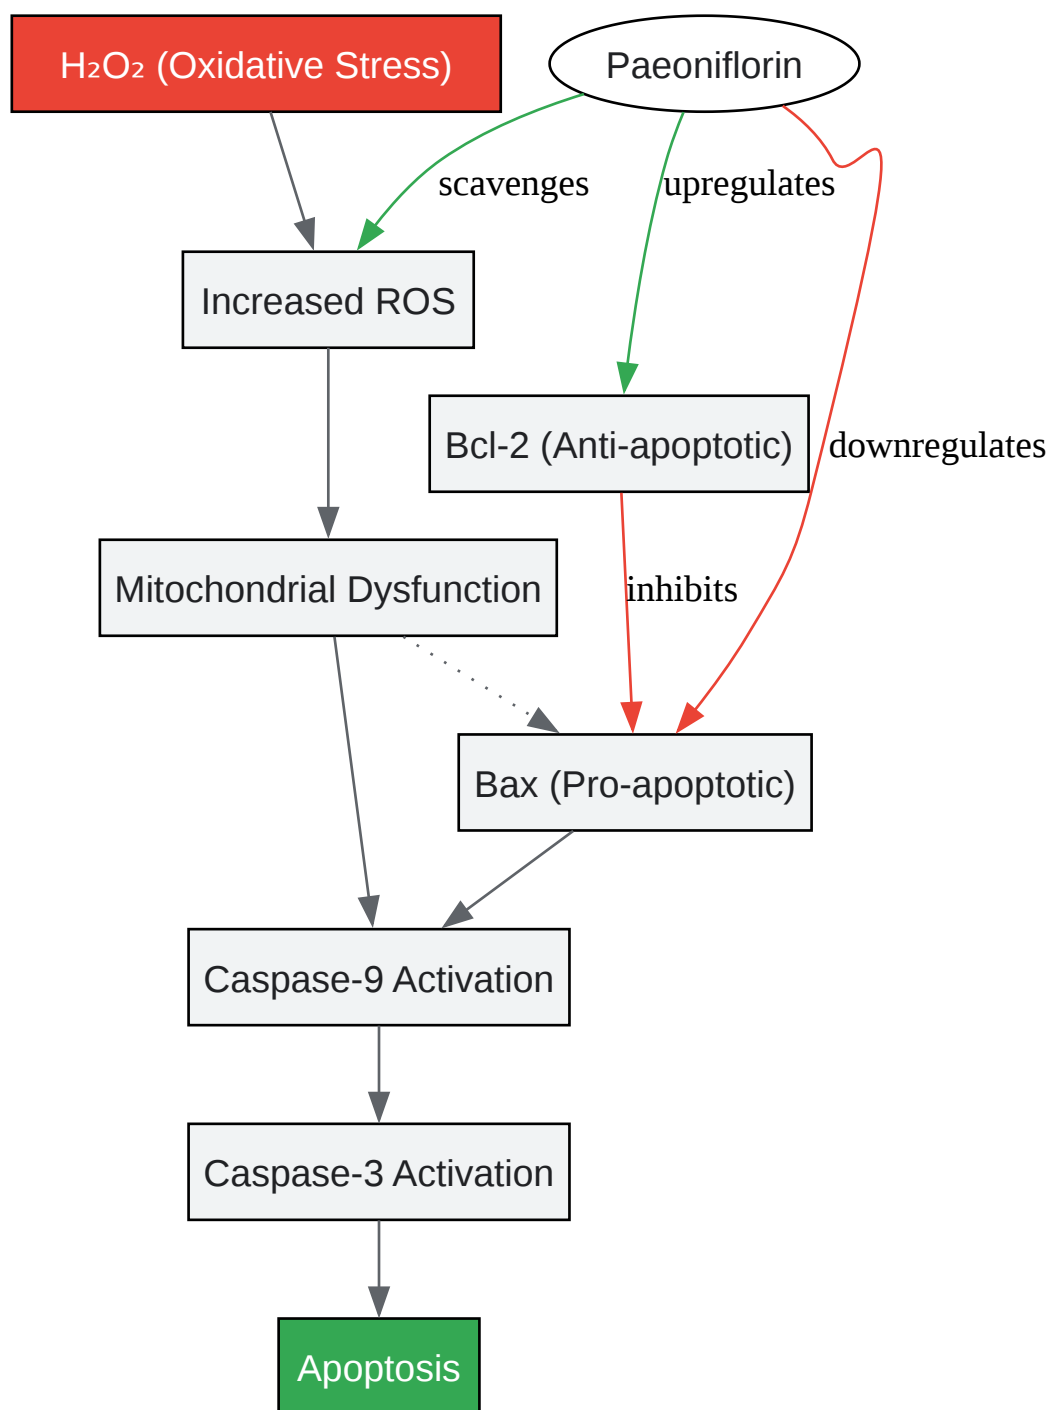 H₂O₂ (Oxidative Stress)
Paeoniflorin
scavenges
upregulates
Increased ROS
Bcl-2 (Anti-apoptotic)
downregulates
Mitochondrial Dysfunction
inhibits
Bax (Pro-apoptotic)
Caspase-9 Activation
Caspase-3 Activation
Apoptosis